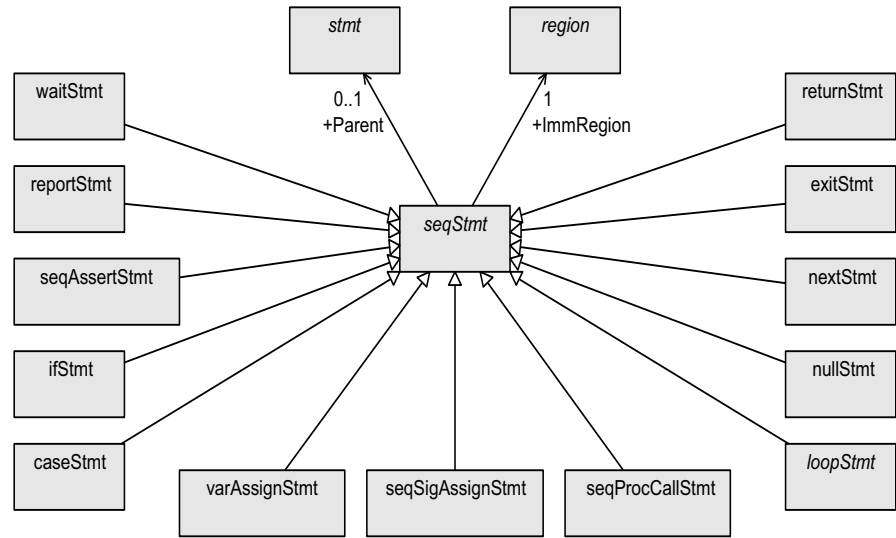 stmt
region
waitStmt
returnStmt
0..1
1
+Parent
+ImmRegion
reportStmt
exitStmt
seqStmt
seqAssertStmt
nextStmt
ifStmt
nullStmt
caseStmt
loopStmt
varAssignStmt
seqSigAssignStmt
seqProcCallStmt